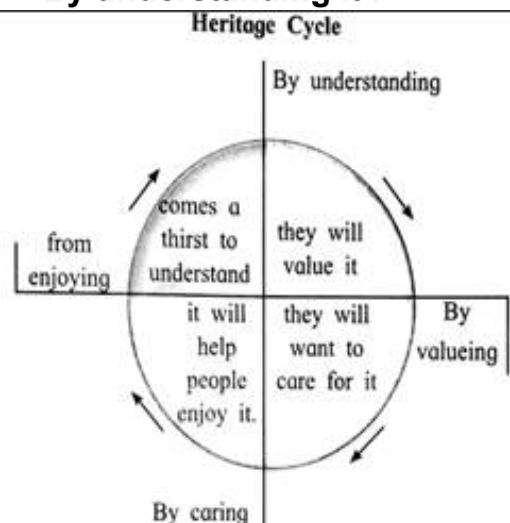 Heritage Cycle
By understanding
comes a
thirst to
understand
they will
value it
from
enjoying
it will
help
people
enjoy it.
they will
want to
care for it
By
valueing
By caring